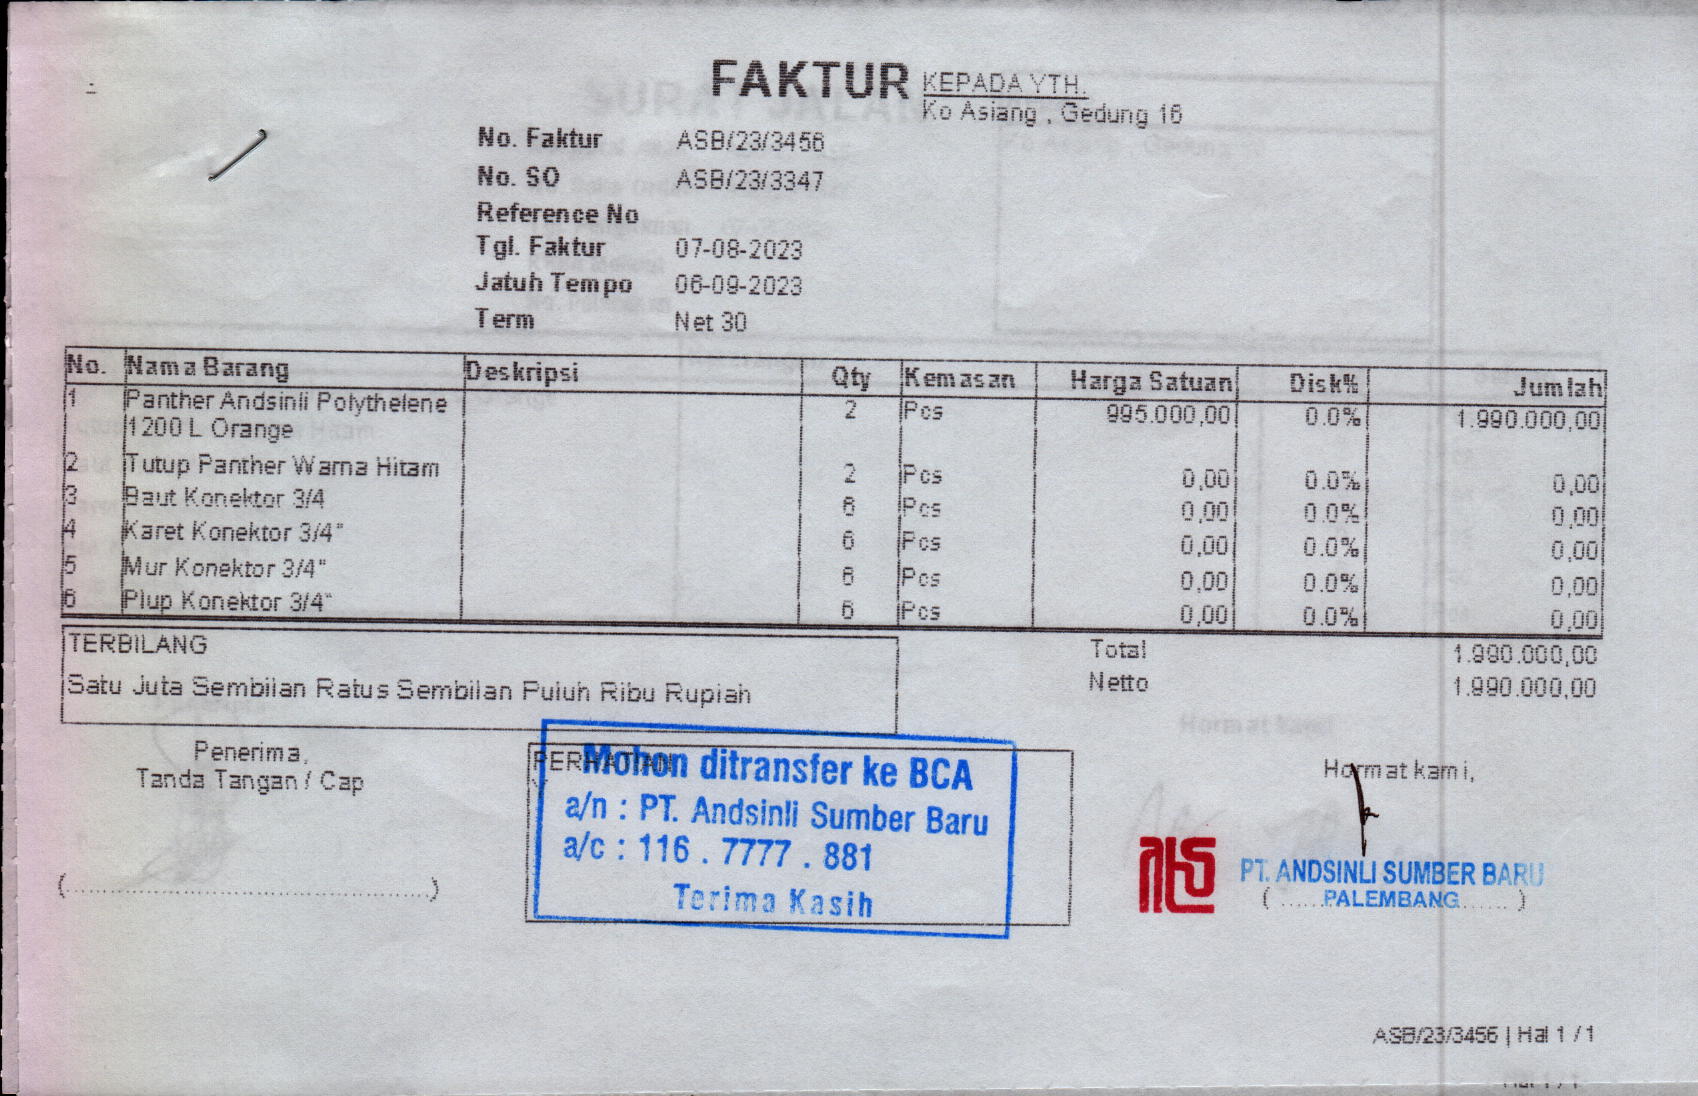 FAKTUR
KEPADA YTH.
Ko Asiang , Gedung 16
No. Faktur ASB/23/3456
No. SO ASB/23/3347
Reference No
Tgl. Faktur 07-08-2023
Jatuh Tempo 06-09-2023
Term Net 30
No. Nama Barang Deskripsi Qty Kemasan Harga Satuan Disk% Jumlah
1 Panther Andsinli Polythelene 2 Pcs 995.000,00 0.0% 1.990.000,00
1200 L Orange
2 Tutup Panther Warna Hitam 2 Pcs 0,00 0.0% 0,00
3 Baut Konektor 3/4 6 Pcs 0,00 0.0% 0,00
4 Karet Konektor 3/4" 6 Pcs 0,00 0.0% 0,00
5 Mur Konektor 3/4" 6 Pcs 0,00 0.0% 0,00
6 Plup Konektor 3/4" 6 Pcs 0,00 0.0% 0,00
TERBILANG
Satu Juta Sembilan Ratus Sembilan Puluh Ribu Rupiah
Total 1.990.000,00
Netto 1.990.000,00
Penerima,
Tanda Tangan / Cap
(....................)
PERHATIAN
Mohon ditransfer ke BCA
a/n : PT. Andsinli Sumber Baru
a/c : 116 . 7777 . 881
Terima Kasih
Hormat kami,
PT. ANDSINLI SUMBER BARU
( ......PALEMBANG...... )
ASB/23/3456 | Hal 1 / 1